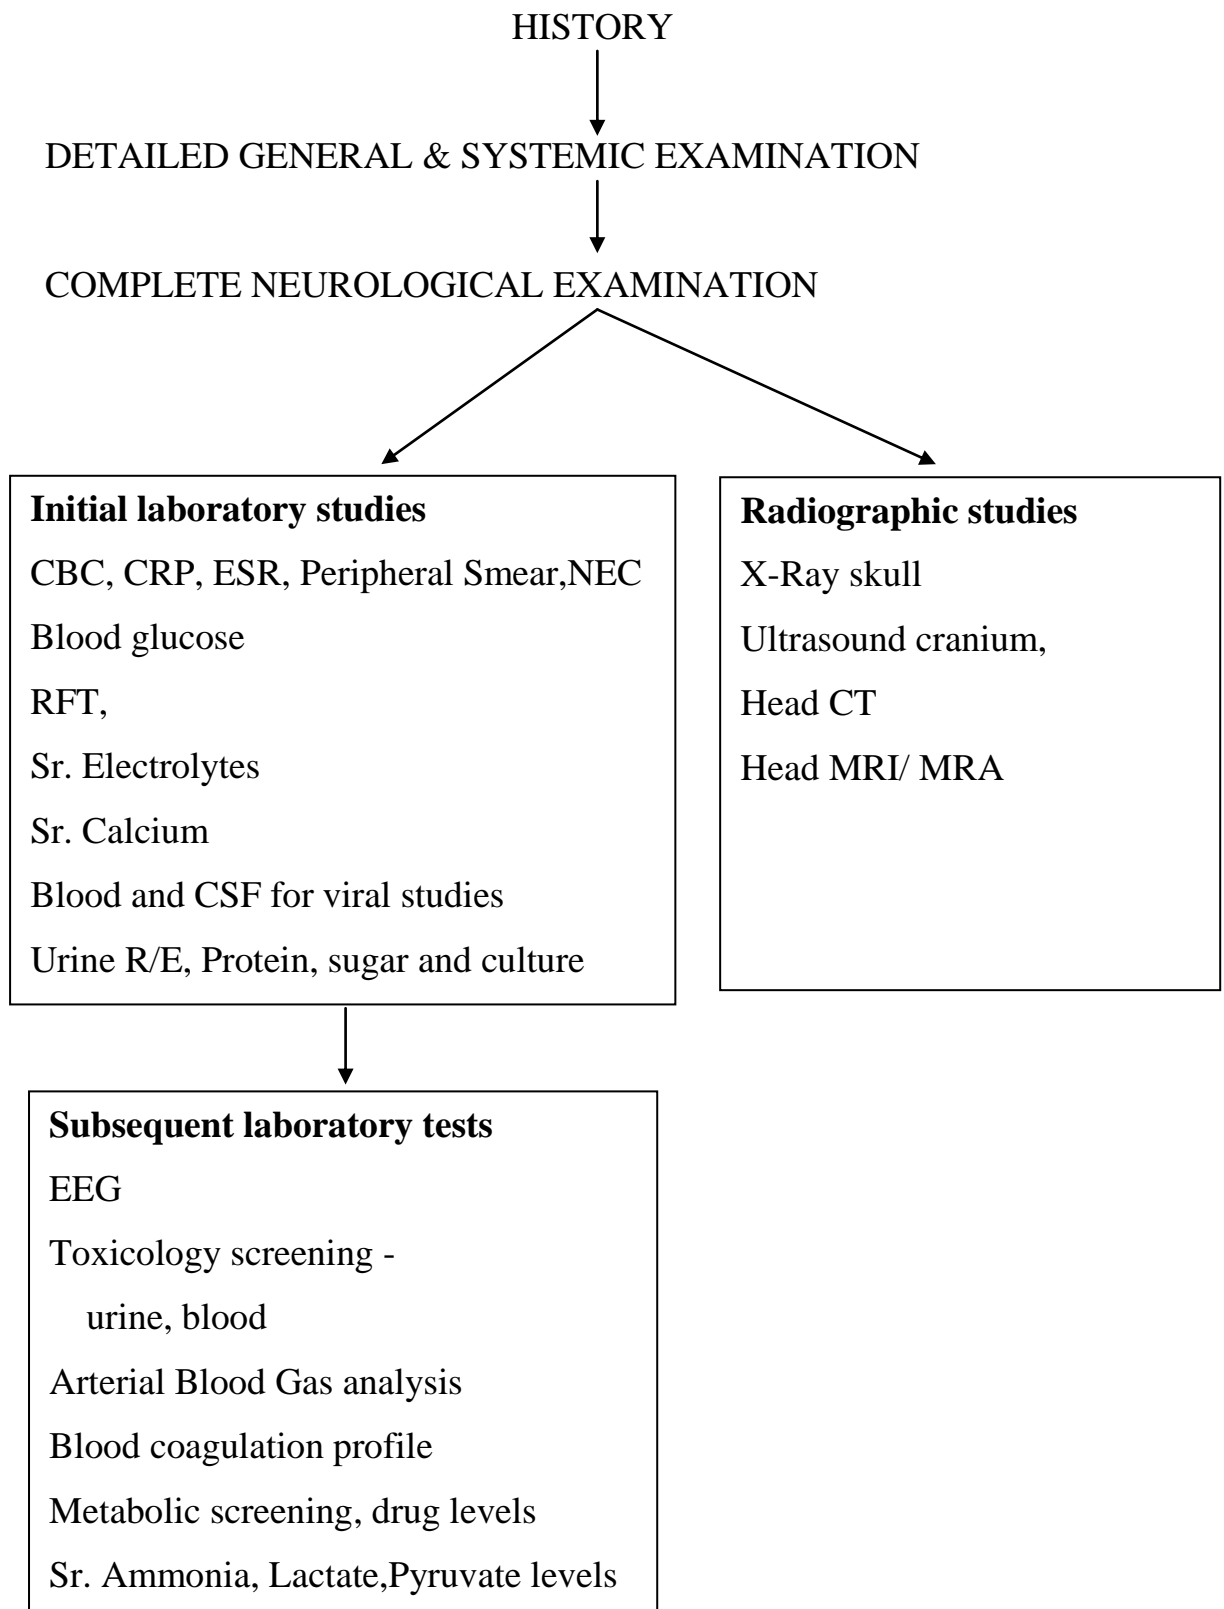 HISTORY
DETAILED GENERAL & SYSTEMIC EXAMINATION
COMPLETE NEUROLOGICAL EXAMINATION
Initial laboratory studies
CBC, CRP, ESR, Peripheral Smear,NEC
Blood glucose
RFT,
Sr. Electrolytes
Sr. Calcium
Blood and CSF for viral studies
Urine R/E, Protein, sugar and culture
Radiographic studies
X-Ray skull
Ultrasound cranium,
Head CT
Head MRI/ MRA
Subsequent laboratory tests
EEG
Toxicology screening -
urine, blood
Arterial Blood Gas analysis
Blood coagulation profile
Metabolic screening, drug levels
Sr. Ammonia, Lactate,Pyruvate levels